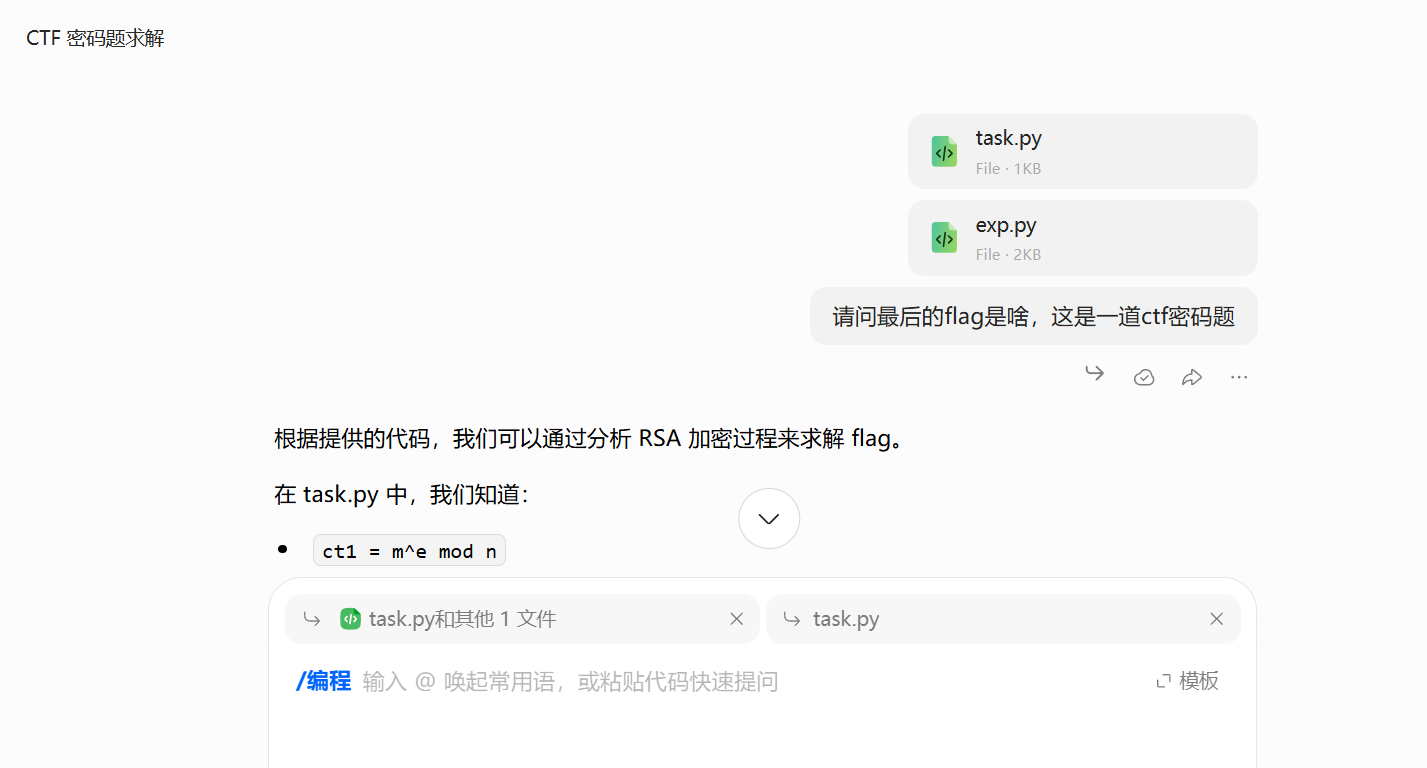 CTF 密码题求解
task.py
File · 1KB
exp.py
File · 2KB
请问最后的flag是啥，这是一道ctf密码题
根据提供的代码，我们可以通过分析 RSA 加密过程来求解 flag。
在 task.py 中，我们知道：
ct1 = m^e mod n
task.py和其他 1 文件
task.py
/编程 输入 @ 唤起常用语，或粘贴代码快速提问
模板